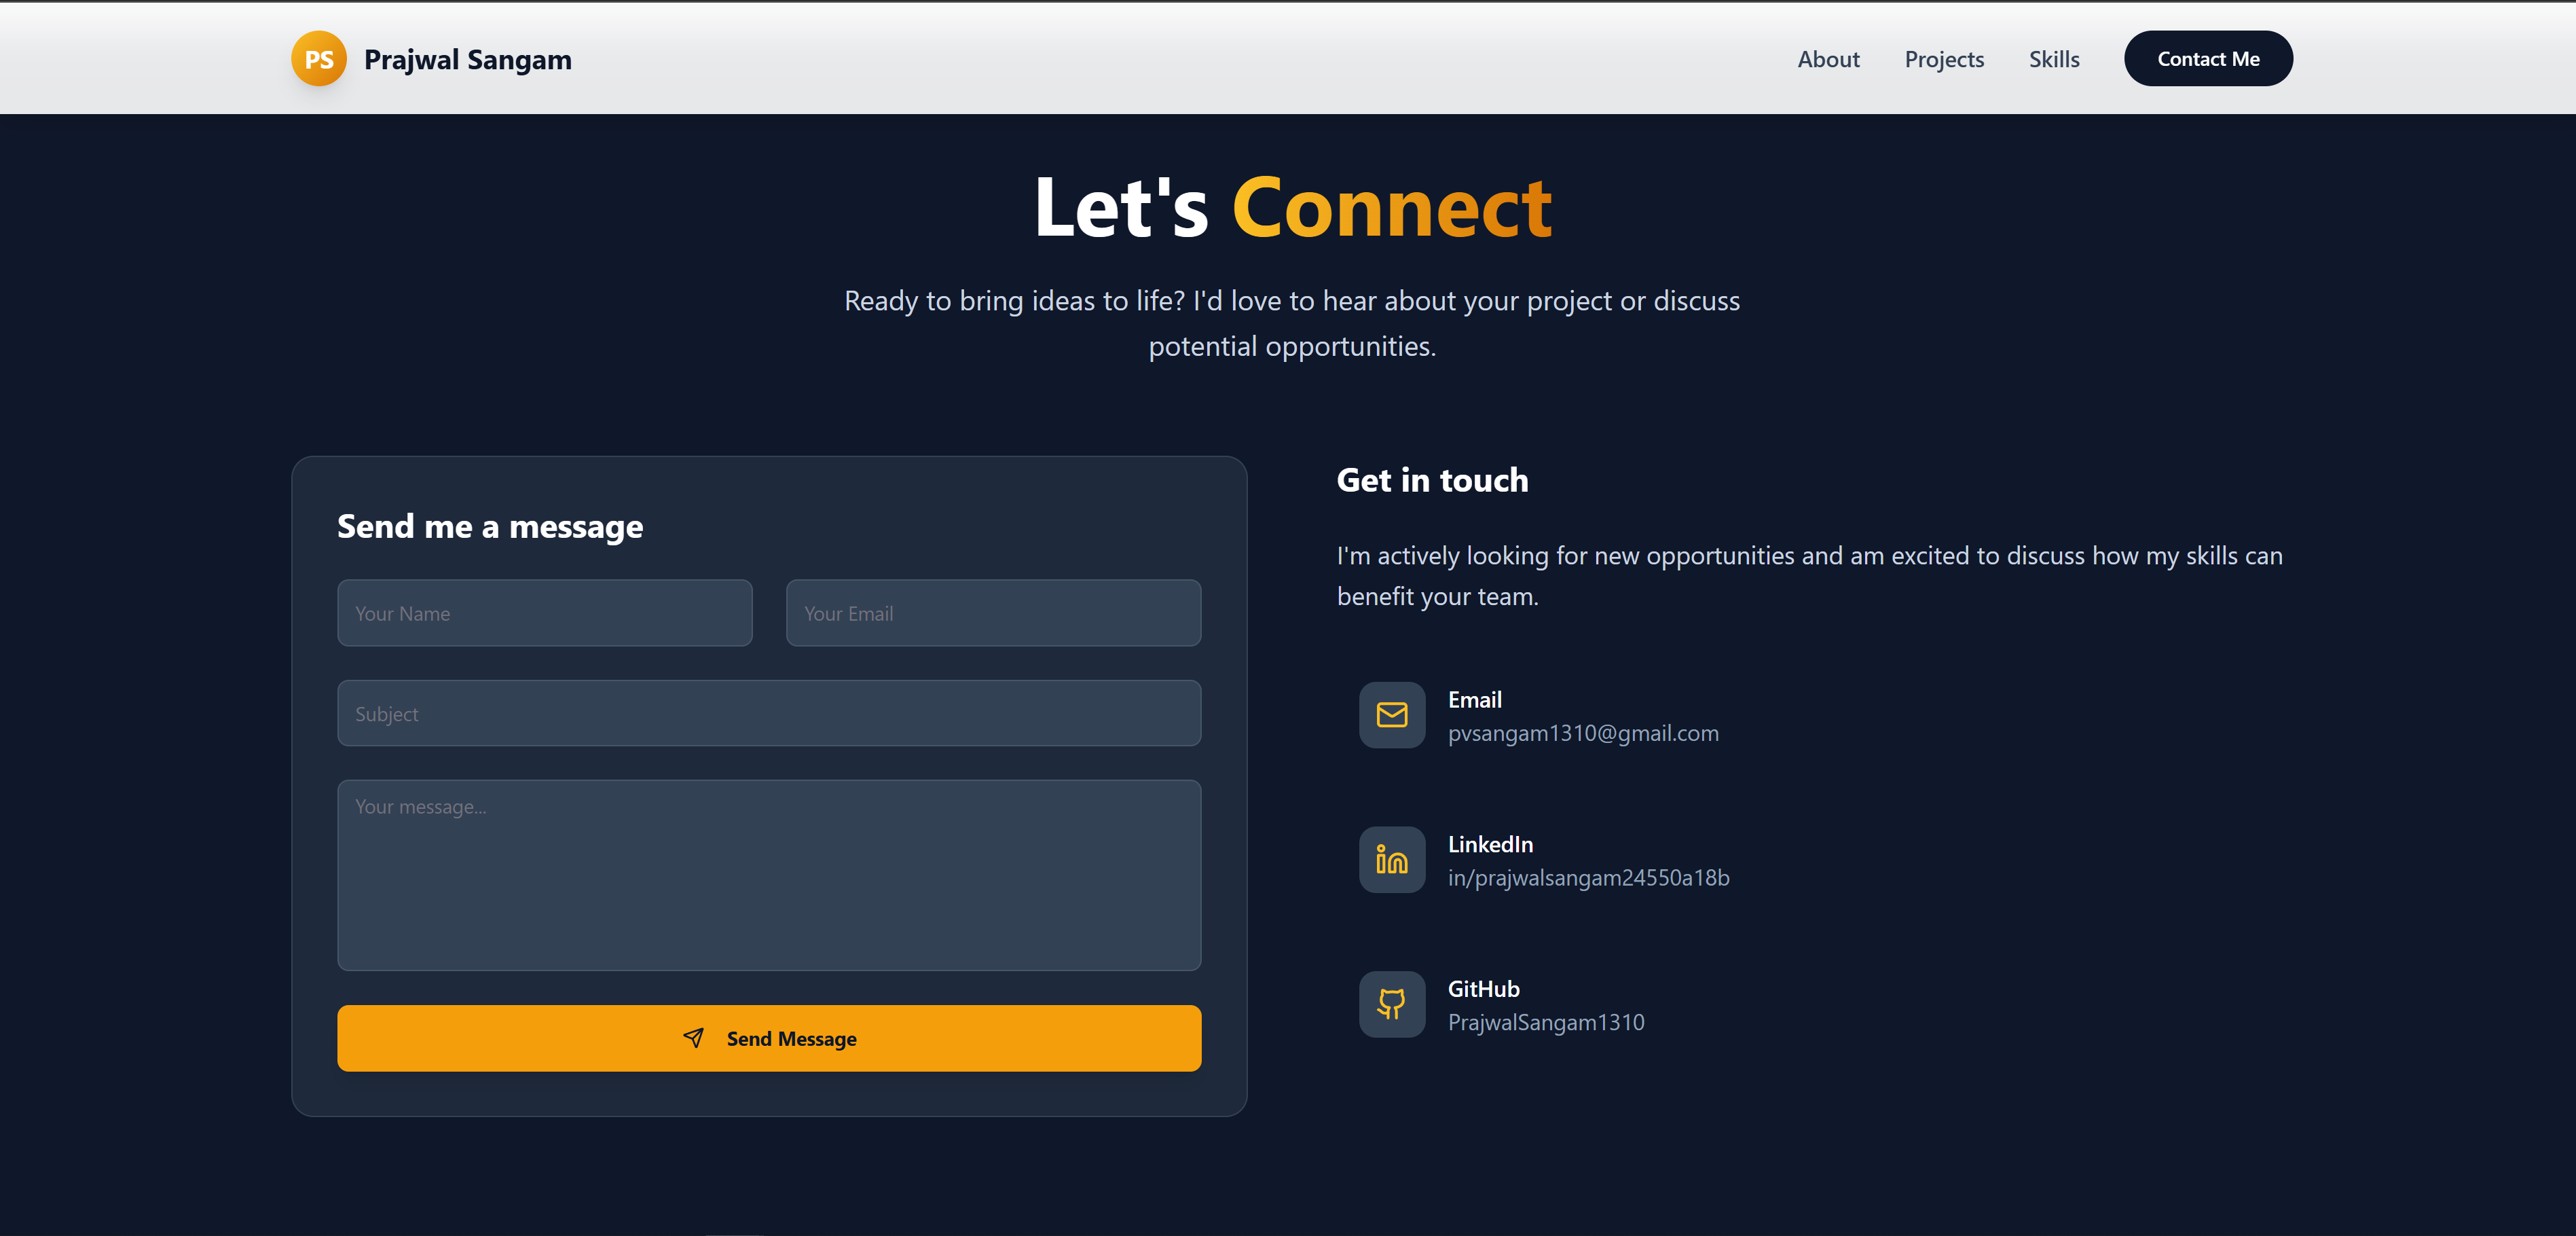 PS
Prajwal Sangam
About
Projects
Skills
Contact Me
Let's Connect
Ready to bring ideas to life? I'd love to hear about your project or discuss
potential opportunities.
Send me a message
Your Name
Your Email
Subject
Your message...
Send Message
Get in touch
I'm actively looking for new opportunities and am excited to discuss how my skills can
benefit your team.
Email
pvsangam1310@gmail.com
LinkedIn
in/prajwalsangam24550a18b
GitHub
PrajwalSangam1310